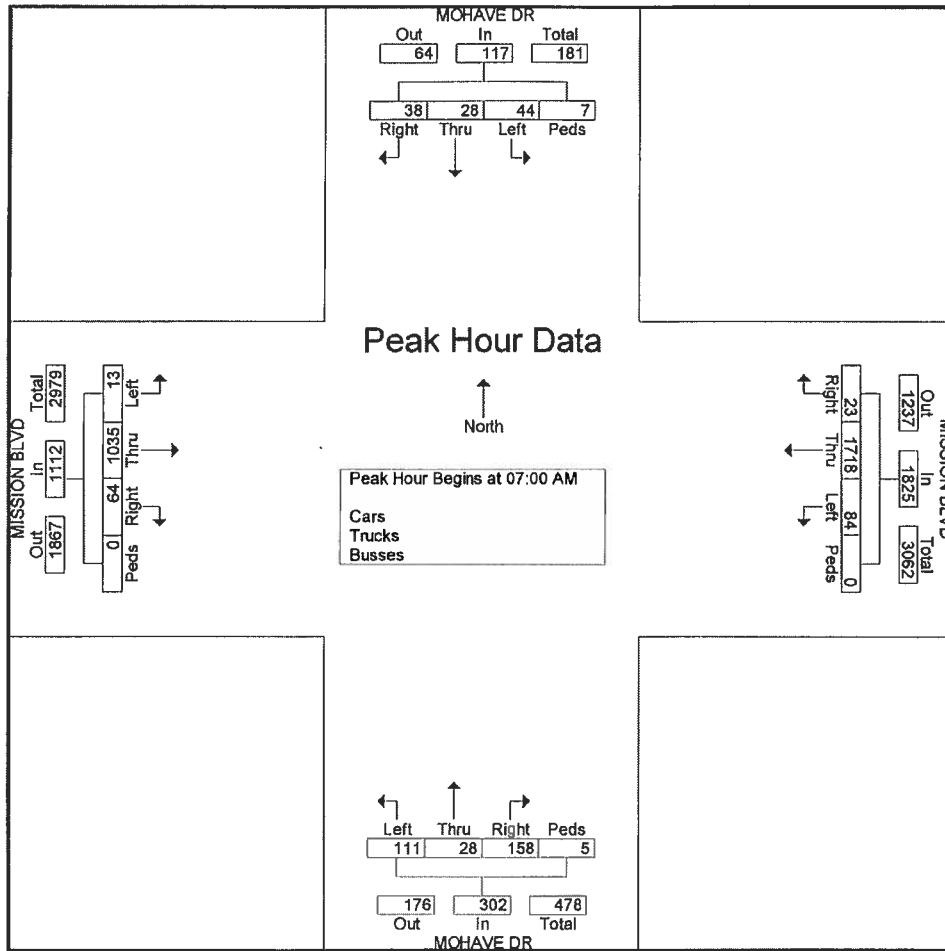 MOHAVE DR
Out In Total
64 117 181
38 28 44 7
Right Thru Left Peds
Peak Hour Data
North
Peak Hour Begins at 07:00 AM
Cars
Trucks
Busses
MISSION BLVD
Out In Total
1867 1112 2979
13 1035 64 0
Left Thru Right Peds
Right Thru Left Peds
23 1718 84 0
Out In Total
1237 1825 3062
MISSION BLVD
Left Thru Right Peds
111 28 158 5
176 302 478
Out In Total
MOHAVE DR